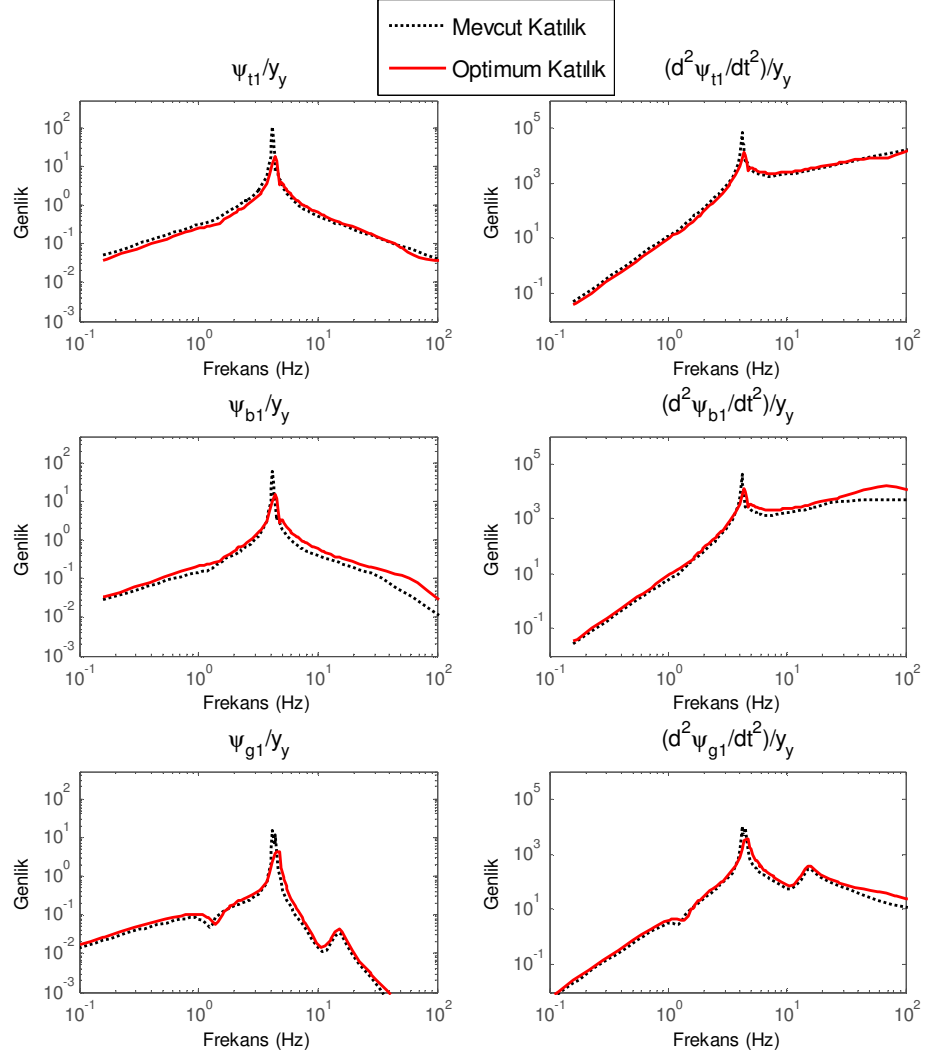 Mevcut Katılık
Optimum Katılık
ψt1/yy
(d²ψt1/dt²)/yy
10² 10¹ 10⁰ 10⁻¹ 10⁻² 10⁻³
Genlik
10⁻¹ 10⁰ 10¹ 10²
Frekans (Hz)
10⁵ 10³ 10¹ 10⁻¹
Genlik
10⁻¹ 10⁰ 10¹ 10²
Frekans (Hz)
ψb1/yy
(d²ψb1/dt²)/yy
10² 10¹ 10⁰ 10⁻¹ 10⁻² 10⁻³
Genlik
10⁻¹ 10⁰ 10¹ 10²
Frekans (Hz)
10⁵ 10³ 10¹ 10⁻¹
Genlik
10⁻¹ 10⁰ 10¹ 10²
Frekans (Hz)
ψg1/yy
(d²ψg1/dt²)/yy
10² 10¹ 10⁰ 10⁻¹ 10⁻² 10⁻³
Genlik
10⁻¹ 10⁰ 10¹ 10²
Frekans (Hz)
10⁵ 10³ 10¹ 10⁻¹
Genlik
10⁻¹ 10⁰ 10¹ 10²
Frekans (Hz)